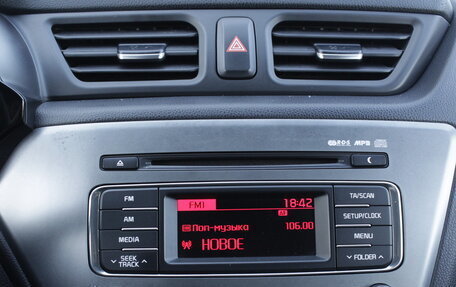 MP3
FM
AM
MEDIA
SEEK
TRACK
FM1
18:42
AF
Поп-музыка
106.00
НОВОЕ
TA/SCAN
SETUP/CLOCK
MENU
FOLDER